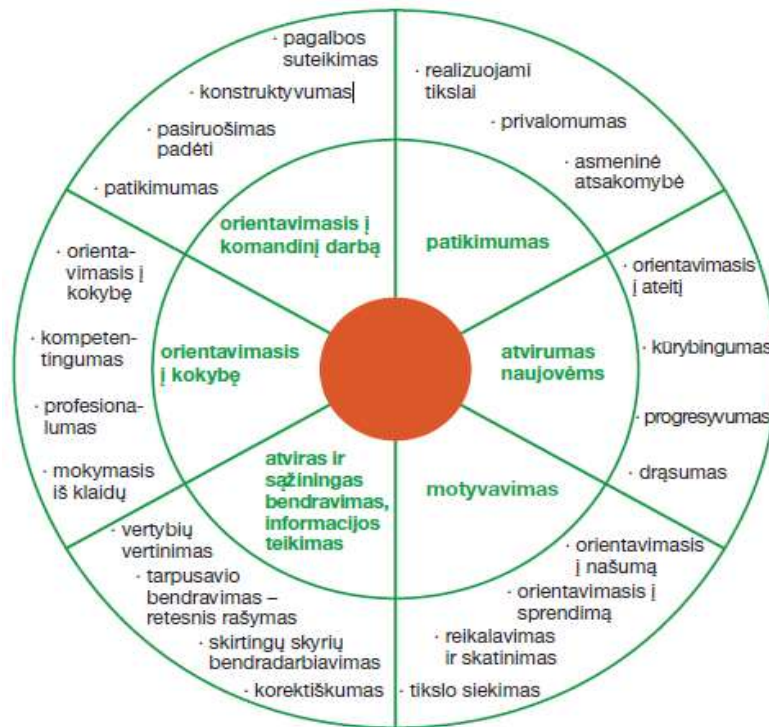 · pagalbos
suteikimas
· konstruktyvumas
· pasiruošimas
padėti
· patikimumas
orientavimasis į
komandinį darbą
· realizuojami
tikslai
· privalomumas
· asmeninė
atsakomybė
patikimumas
· orientavimasis
į ateitį
· kūrybingumas
· progresyvumas
· drąsumas
atvirumas
naujovėms
· orientavimasis
į našumą
· orientavimasis į
sprendimą
· reikalavimas
ir skatinimas
· tikslo siekimas
motyvavimas
atviras ir
sąžiningas
bendravimas,
informacijos
teikimas
· vertybių
vertinimas
· tarpusavio
bendravimas –
retesnis rašymas
· skirtingų skyrių
bendradarbiavimas
· korektiškumas
orientavimasis
į kokybę
· orienta-
vimasis į
kokybę
· kompeten-
tingumas
· profesiona-
lumas
· mokymasis
iš klaidų